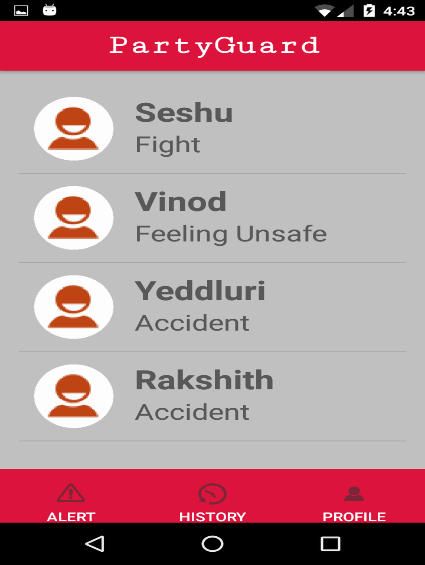 4:43
PartyGuard
Seshu
Fight
Vinod
Feeling Unsafe
Yeddluri
Accident
Rakshith
Accident
ALERT HISTORY PROFILE